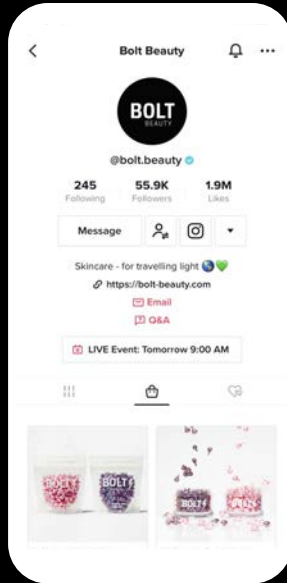 Bolt Beauty
BOLT
BEAUTY
@bolt.beauty
245 55.9K 1.9M
Following Followers Likes
Message
Skincare - for travelling light 🌏💚
https://bolt-beauty.com
Email
Q&A
LIVE Event: Tomorrow 9:00 AM
BOLT BOLT
BOLT BOLT